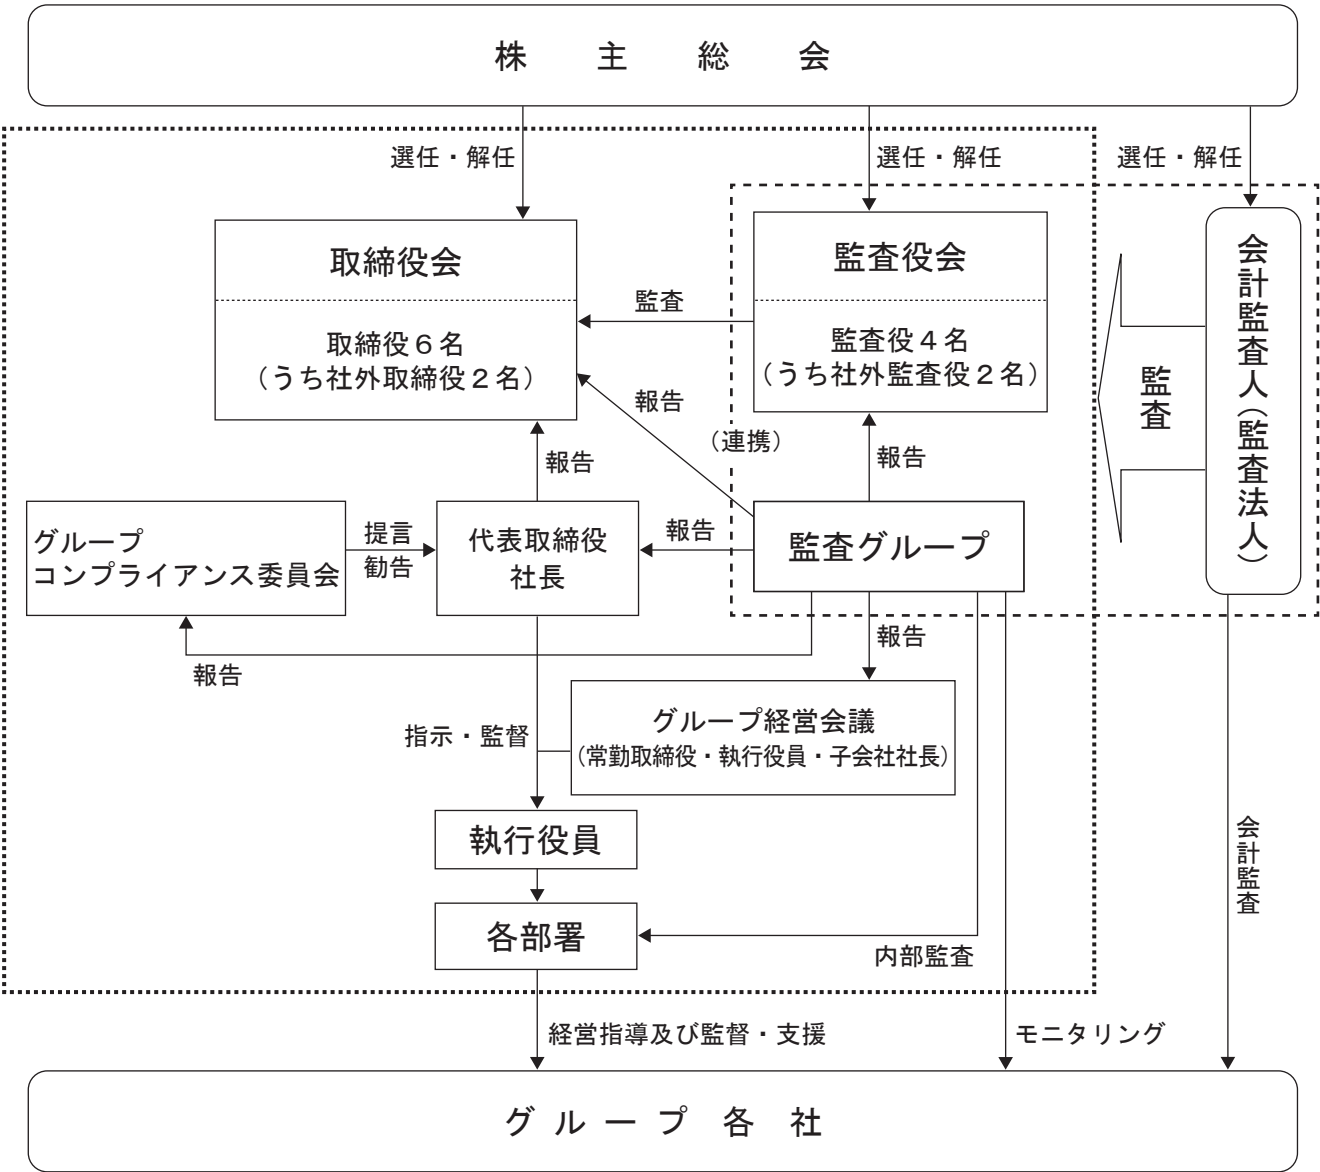 株主総会
選任・解任
選任・解任
選任・解任
取締役会
取締役６名
（うち社外取締役２名）
監査
監査役会
監査役４名
（うち社外監査役２名）
会計監査人（監査法人）
監査
報告
（連携）
報告
報告
グループ
コンプライアンス委員会
提言
勧告
代表取締役
社長
報告
監査グループ
報告
報告
指示・監督
グループ経営会議
（常勤取締役・執行役員・子会社社長）
執行役員
会計監査
各部署
内部監査
経営指導及び監督・支援
モニタリング
グループ各社